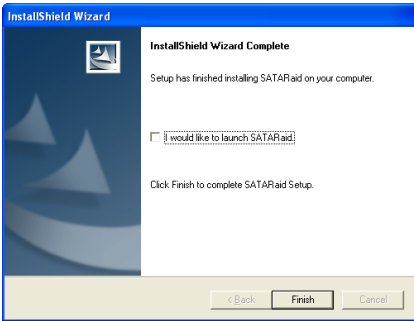 InstallShield Wizard
InstallShield Wizard Complete
Setup has finished installing SATARaid on your computer.
I would like to launch SATARaid.
Click Finish to complete SATARaid Setup.
< Back
Finish
Cancel